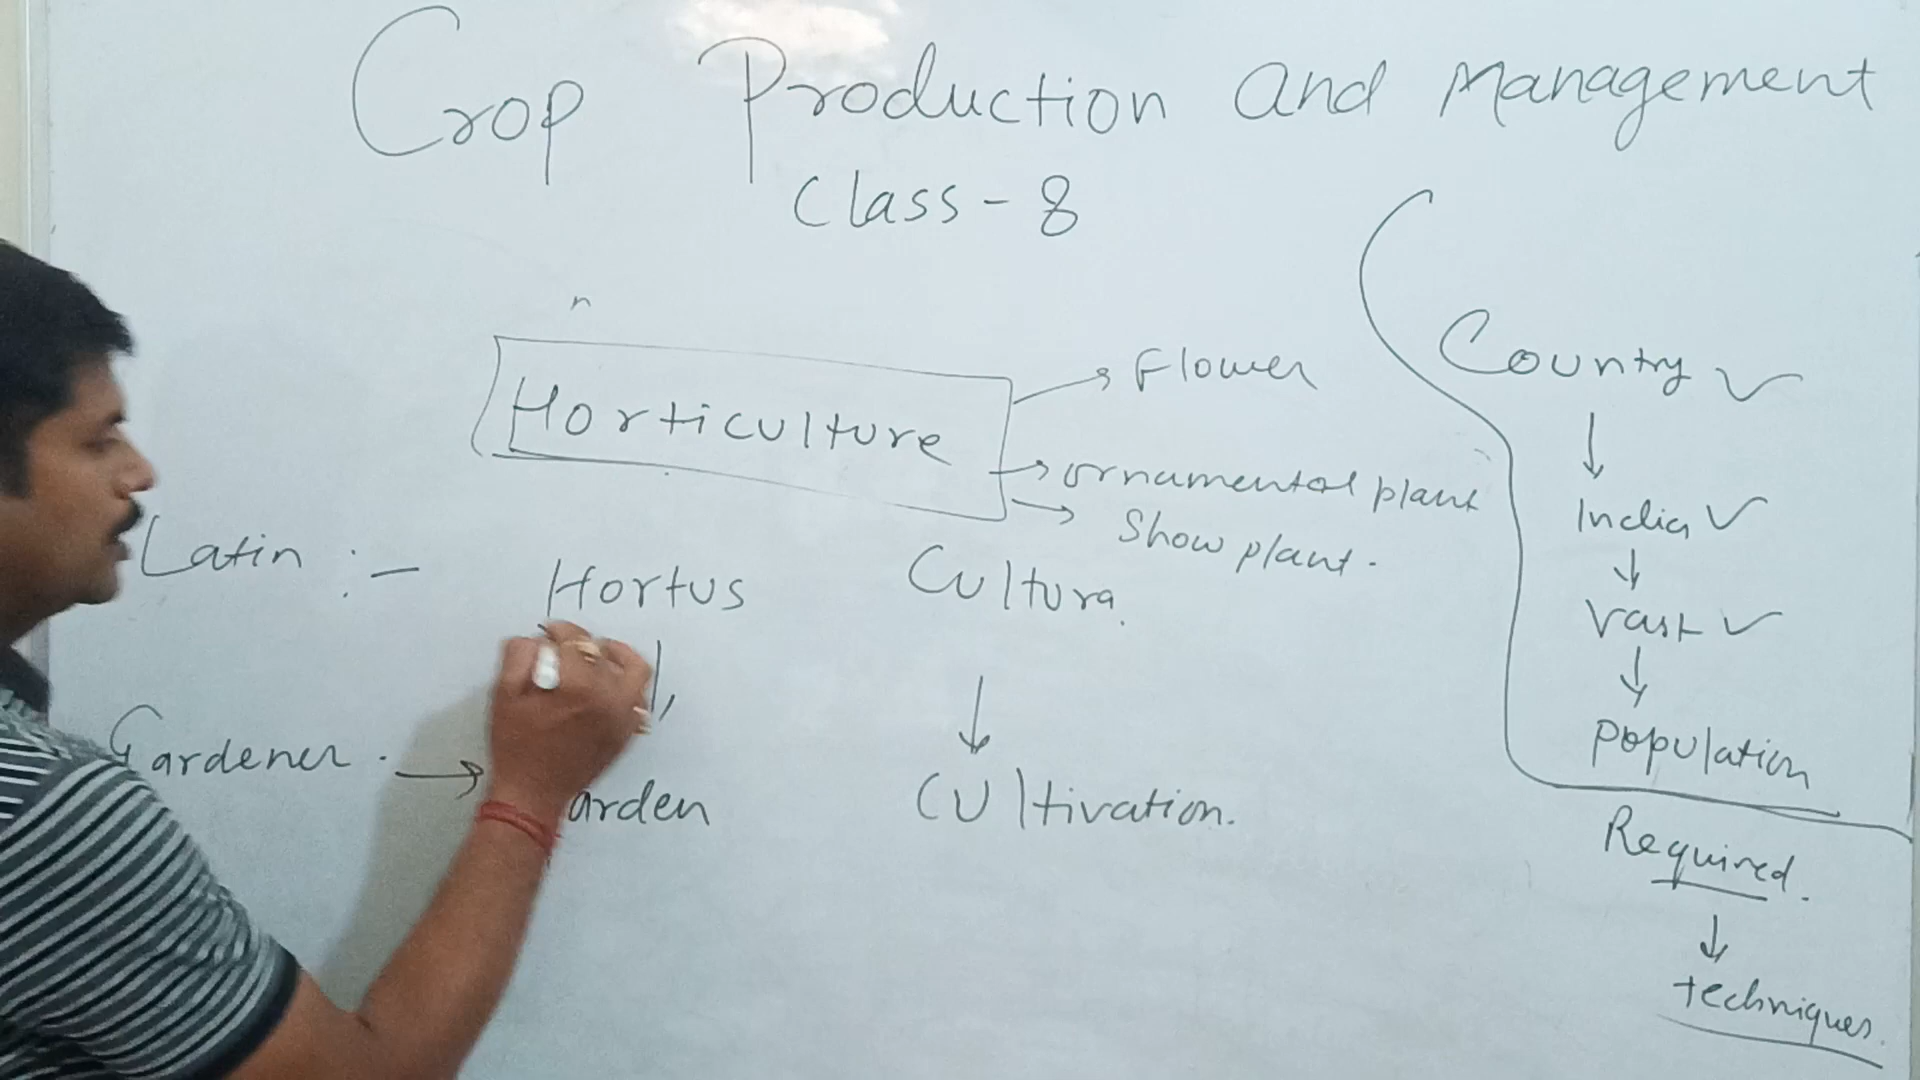 Crop Production and Management
Class - 8
n
Horticulture
Flower
ornamental plant
Show plant.
Latin :-
Hortus
Cultura.
Gardener.
arden
Cultivation.
Country
India
Vast
Population
Required.
techniques.